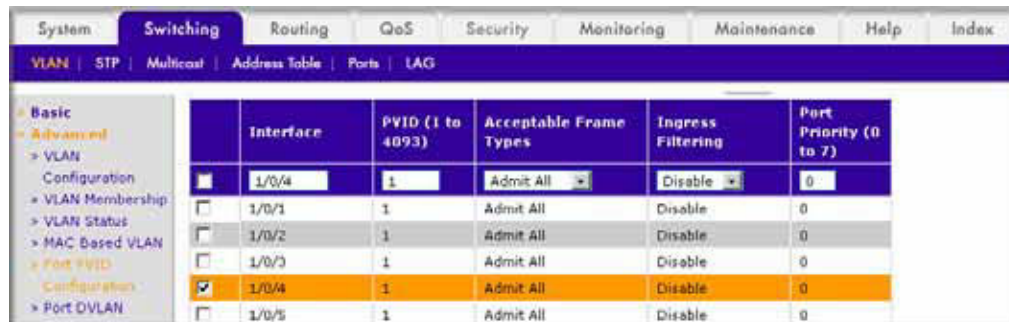 System Switching Routing QoS Security Monitoring Maintenance Help Index
VLAN | STP | Multicast | Address Table | Ports | LAG
Basic
Advanced
» VLAN
Configuration
» VLAN Membership
» VLAN Status
» MAC Based VLAN
» Port PVID
Configuration
» Port DVLAN
Interface PVID (1 to 4093) Acceptable Frame Types Ingress Filtering Port Priority (0 to 7)
1/0/4 1 Admit All Disable 0
1/0/1 1 Admit All Disable 0
1/0/2 1 Admit All Disable 0
1/0/3 1 Admit All Disable 0
1/0/4 1 Admit All Disable 0
1/0/5 1 Admit All Disable 0